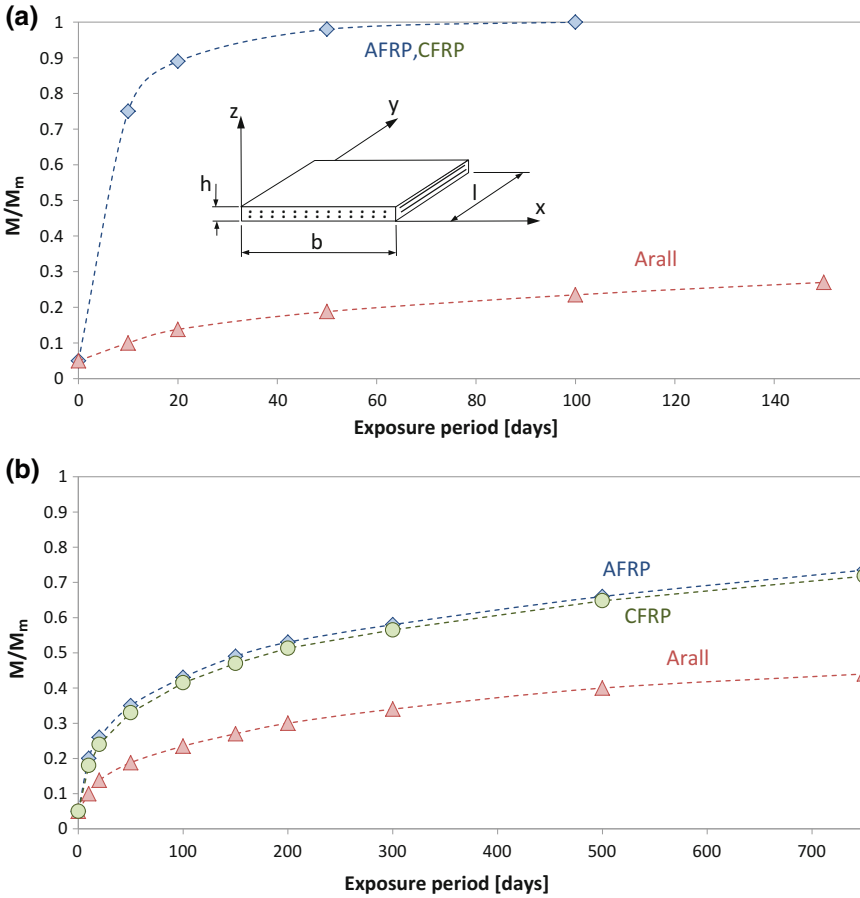 (a)
1
0.9
0.8
0.7
0.6
0.5
0.4
0.3
0.2
0.1
0
M/Mm
AFRP,CFRP
z
y
h
l
x
b
Arall
0 20 40 60 80 100 120 140
Exposure period [days]
(b)
1
0.9
0.8
0.7
0.6
0.5
0.4
0.3
0.2
0.1
0
M/Mm
AFRP
CFRP
Arall
0 100 200 300 400 500 600 700
Exposure period [days]